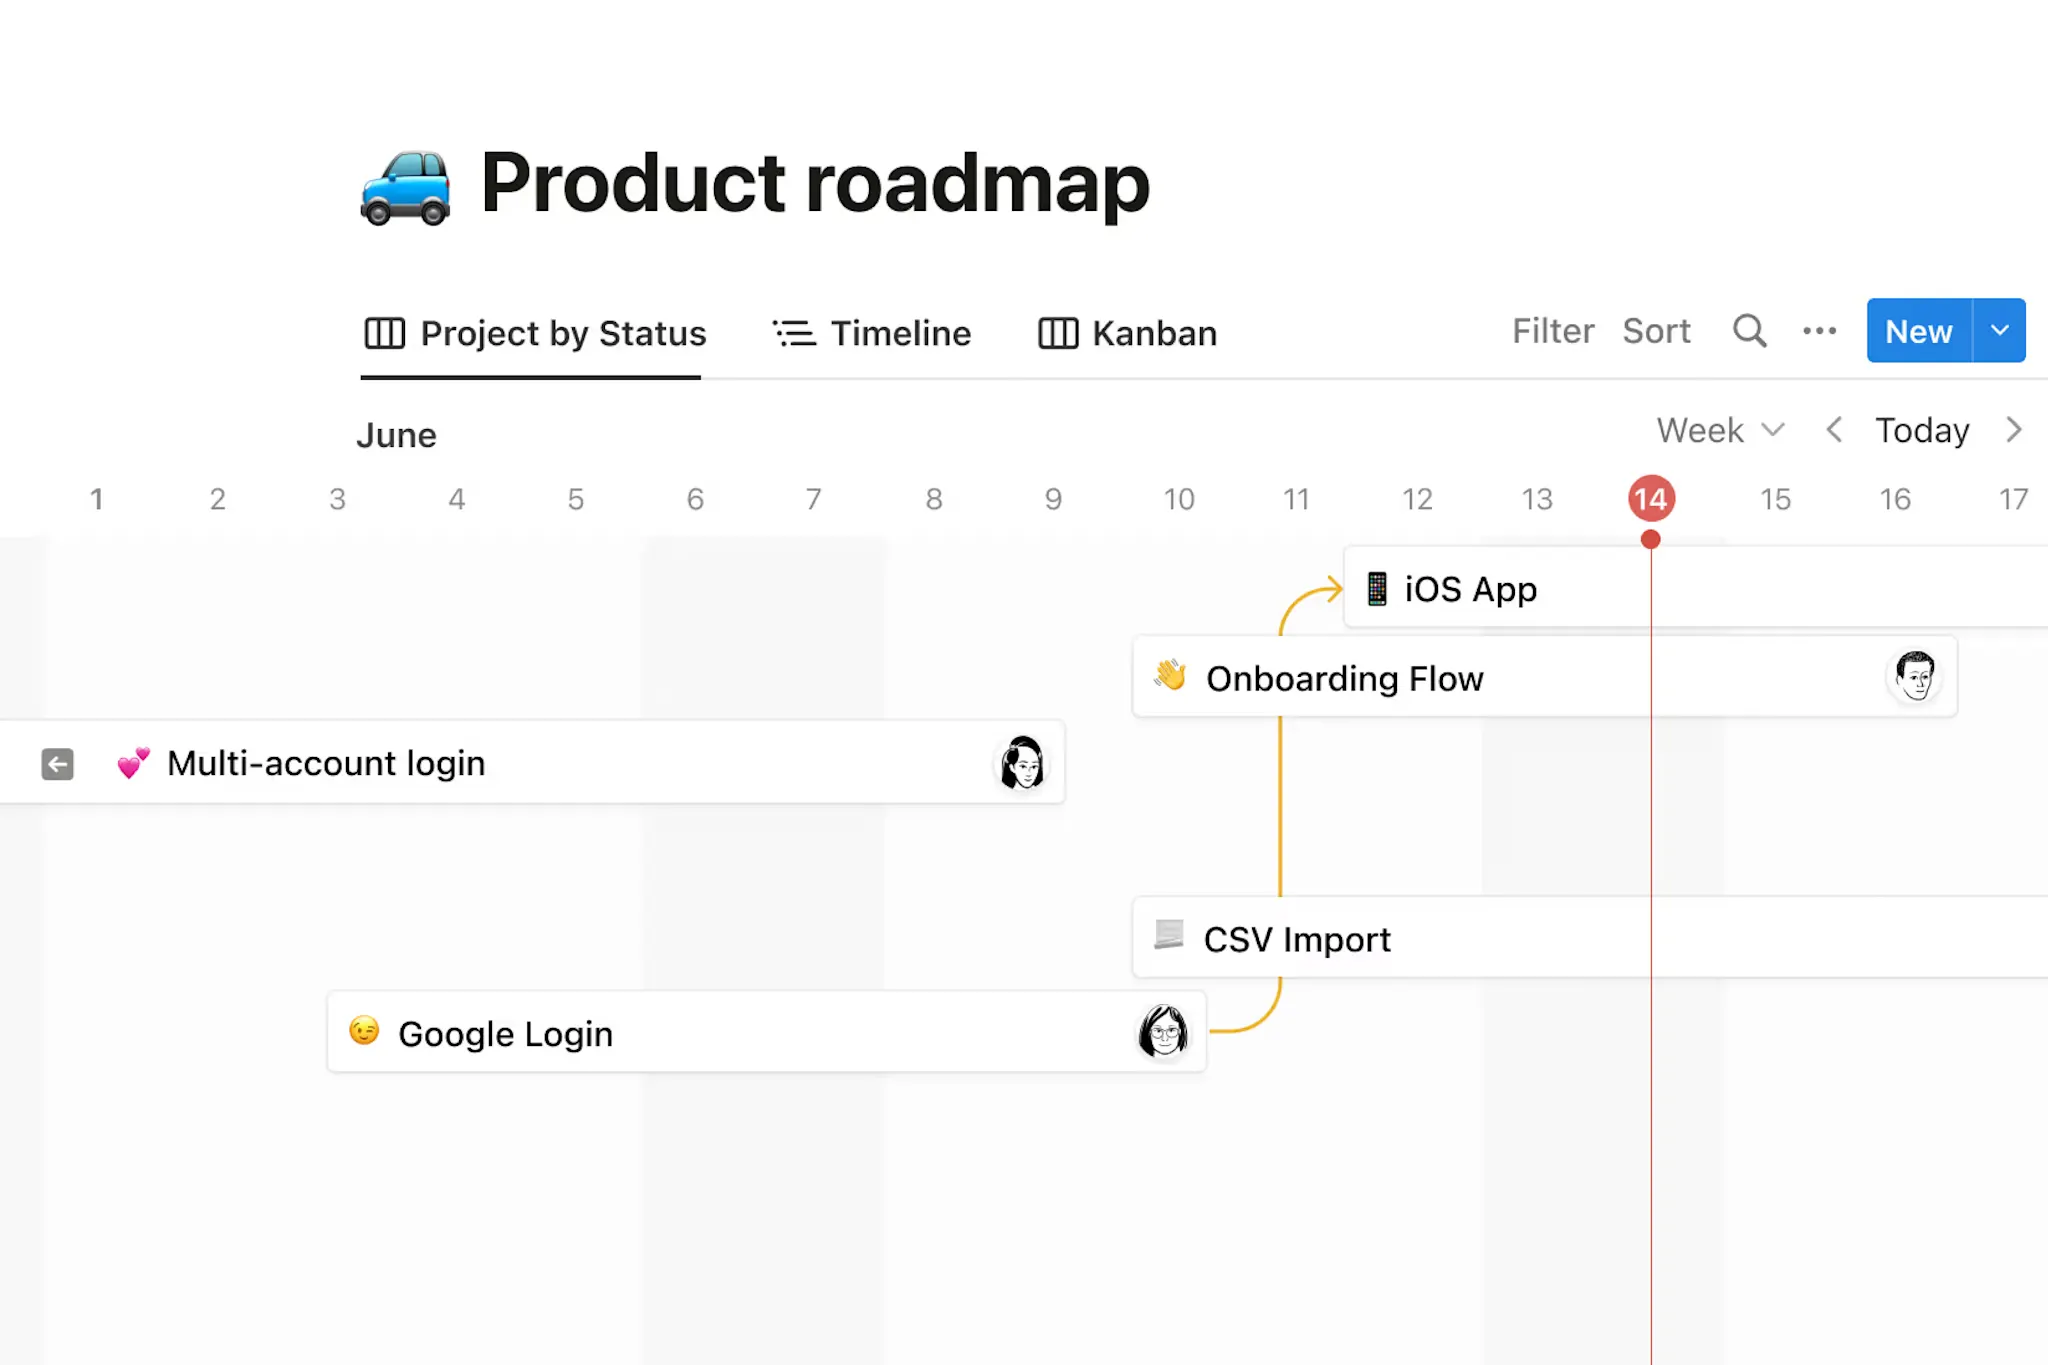 Product roadmap
Project by Status Timeline Kanban Filter Sort New
June Week Today
1 2 3 4 5 6 7 8 9 10 11 12 13 14 15 16 17
iOS App
Onboarding Flow
Multi-account login
CSV Import
Google Login